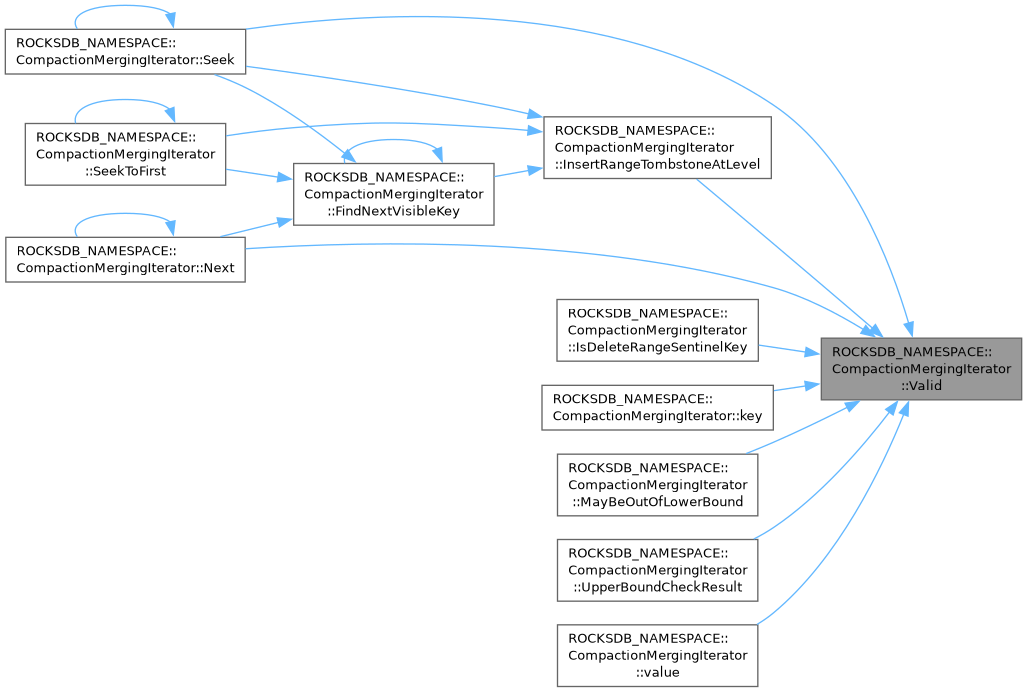 ROCKSDB_NAMESPACE::
CompactionMergingIterator::Seek
ROCKSDB_NAMESPACE::
CompactionMergingIterator
::SeekToFirst
ROCKSDB_NAMESPACE::
CompactionMergingIterator::Next
ROCKSDB_NAMESPACE::
CompactionMergingIterator
::FindNextVisibleKey
ROCKSDB_NAMESPACE::
CompactionMergingIterator
::InsertRangeTombstoneAtLevel
ROCKSDB_NAMESPACE::
CompactionMergingIterator
::IsDeleteRangeSentinelKey
ROCKSDB_NAMESPACE::
CompactionMergingIterator::key
ROCKSDB_NAMESPACE::
CompactionMergingIterator
::MayBeOutOfLowerBound
ROCKSDB_NAMESPACE::
CompactionMergingIterator
::UpperBoundCheckResult
ROCKSDB_NAMESPACE::
CompactionMergingIterator
::value
ROCKSDB_NAMESPACE::
CompactionMergingIterator
::Valid